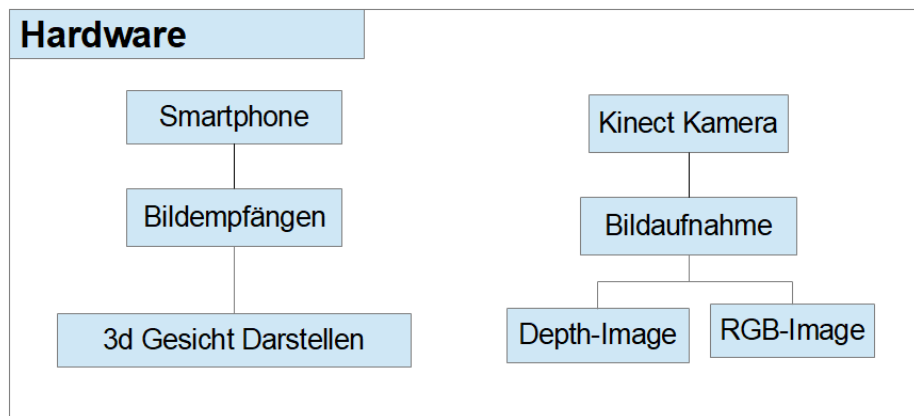 Hardware
Smartphone
Kinect Kamera
Bildempfängen
Bildaufnahme
3d Gesicht Darstellen
Depth-Image
RGB-Image